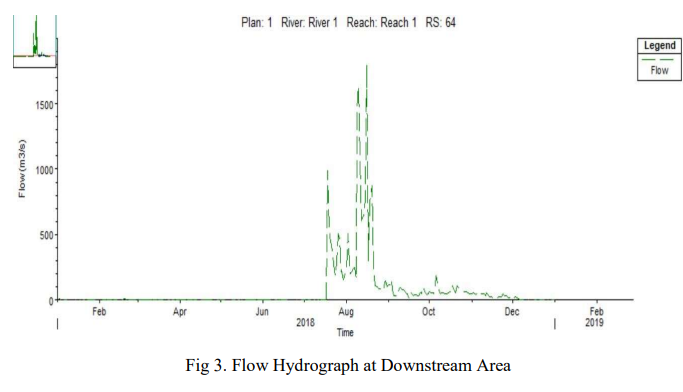 Plan: 1 River: River 1 Reach: Reach 1 RS: 64
Legend
Flow
Flow (m3/s)
1500
1000
500
0
Feb Apr Jun Aug Oct Dec Feb
2018 2019
Time
Fig 3. Flow Hydrograph at Downstream Area